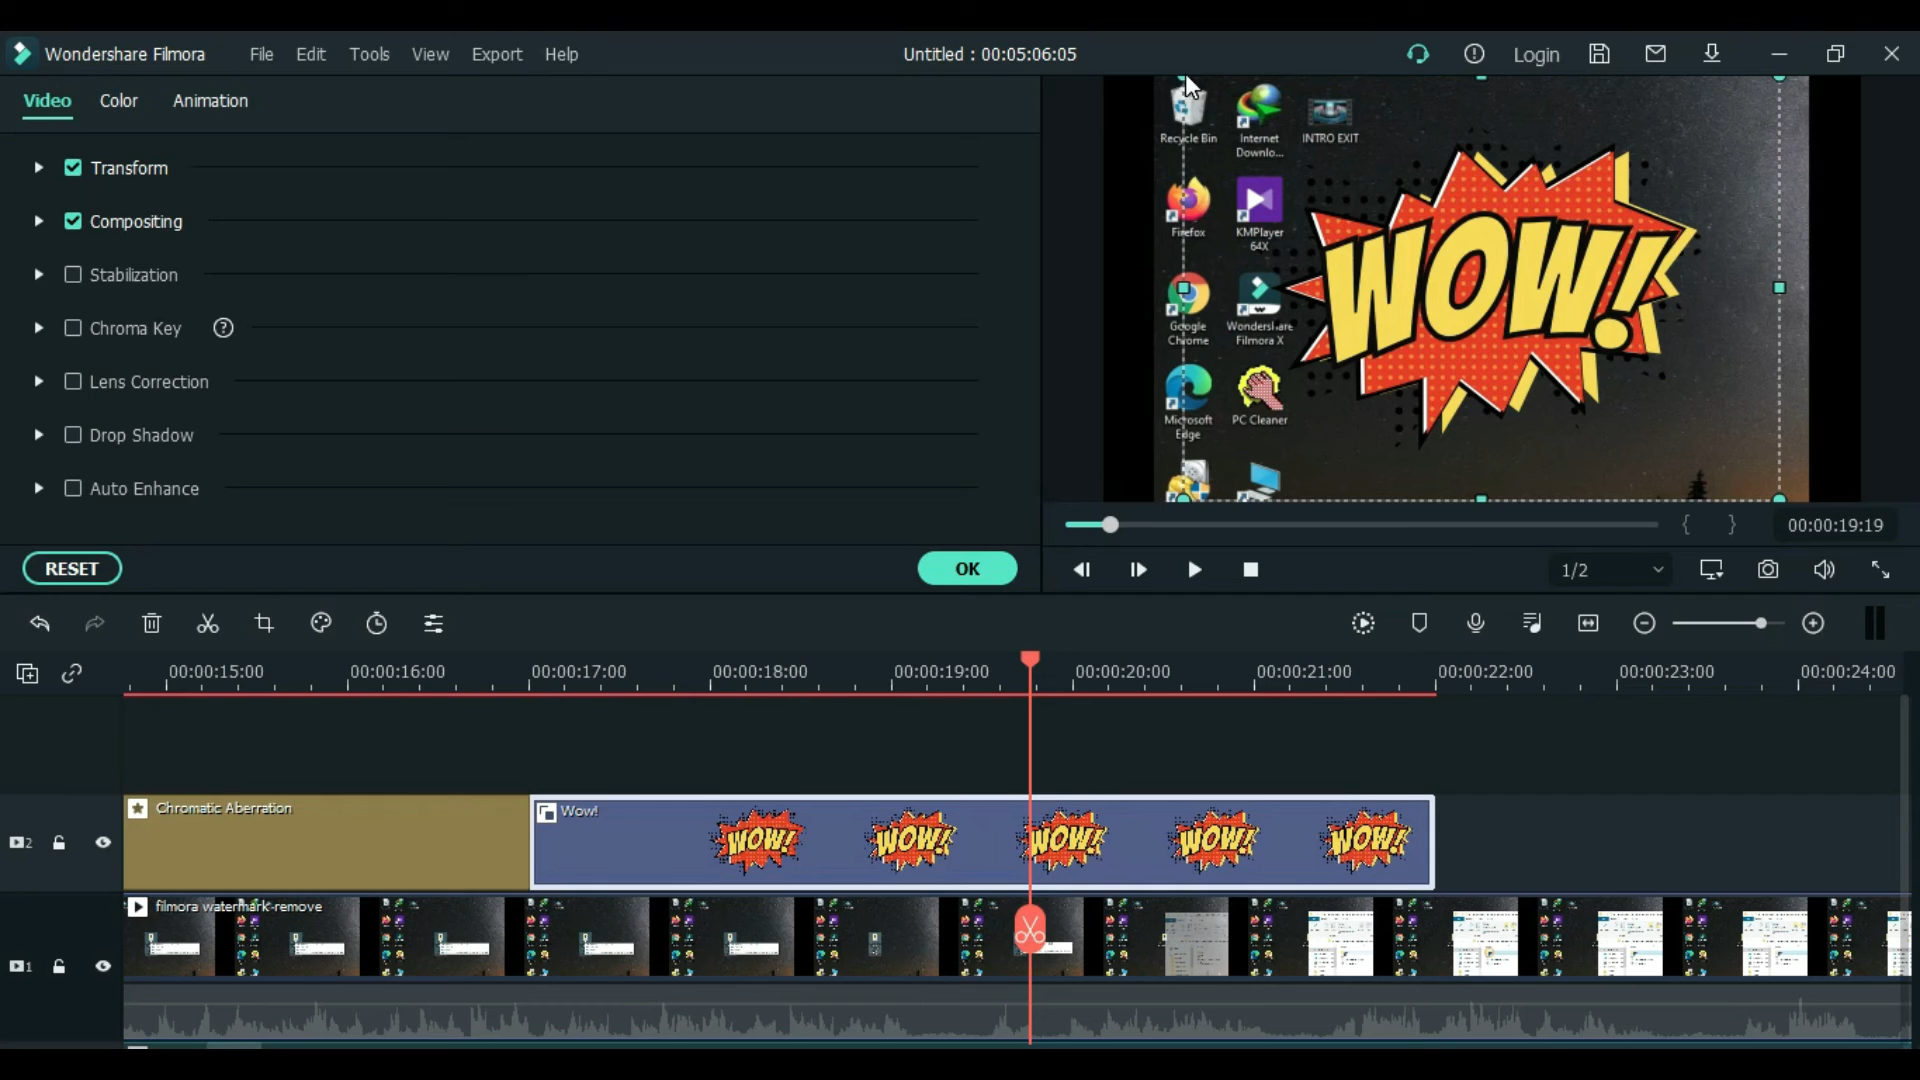 Wondershare Filmora File Edit Tools View Export Help Untitled : 00:05:06:05 Login
Video Color Animation
Transform
Compositing
Stabilization
Chroma Key ?
Lens Correction
Drop Shadow
Auto Enhance
RESET OK
Recycle Bin
Internet Downlo...
INTRO EXIT
Firefox
KMPlayer 64X
Google Chrome
Wondershare Filmora X
Microsoft Edge
PC Cleaner
WOW!
{ } 00:00:19:19
1/2
00:00:15:00 00:00:16:00 00:00:17:00 00:00:18:00 00:00:19:00 00:00:20:00 00:00:21:00 00:00:22:00 00:00:23:00 00:00:24:00
2
Chromatic Aberration
Wow!
WOW! WOW! WOW! WOW! WOW!
1
filmora watermark-remove